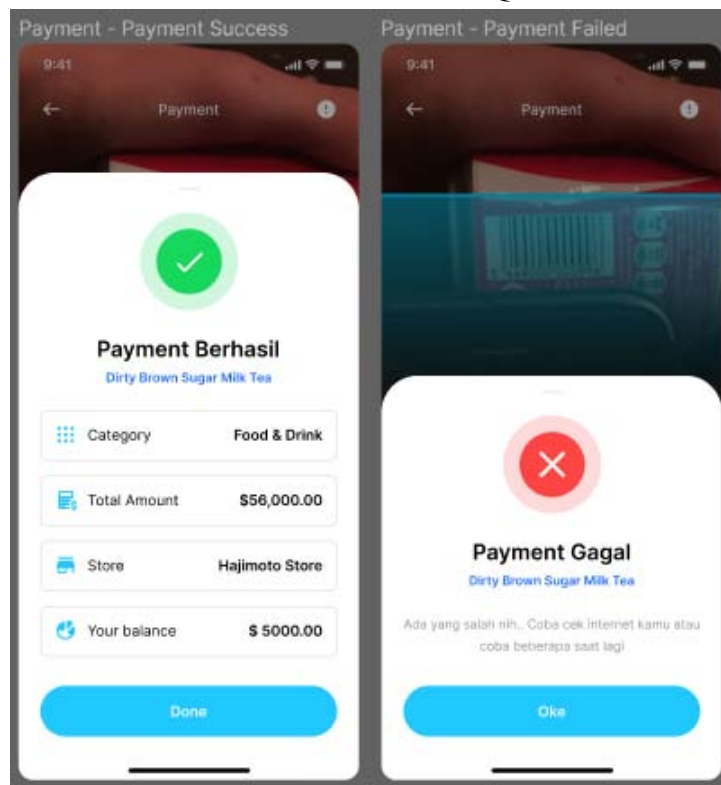 Payment - Payment Success
9:41
Payment
Payment Berhasil
Dirty Brown Sugar Milk Tea
Category Food & Drink
Total Amount $56,000.00
Store Hajimoto Store
Your balance $ 5000.00
Done
Payment - Payment Failed
9:41
Payment
Payment Gagal
Dirty Brown Sugar Milk Tea
Ada yang salah nih.. Coba cek internet kamu atau
coba beberapa saat lagi
Oke